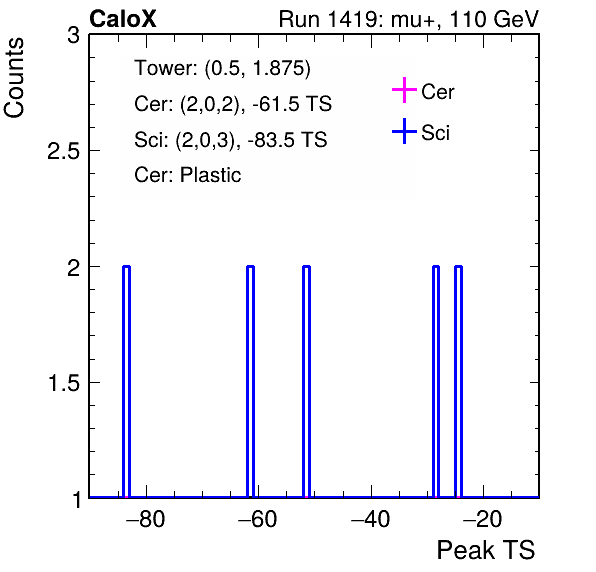 CaloX Run 1419: mu+, 110 GeV
Counts
3
2.5
2
1.5
1
Tower: (0.5, 1.875)
Cer: (2,0,2), -61.5 TS
Sci: (2,0,3), -83.5 TS
Cer: Plastic
Cer
Sci
−80 −60 −40 −20
Peak TS